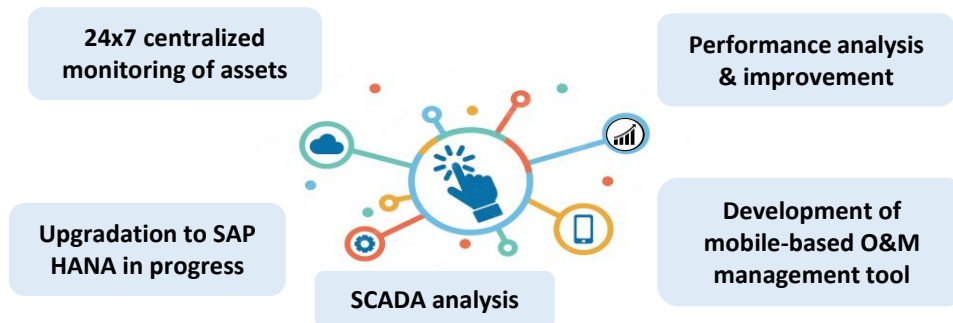 24x7 centralized
monitoring of assets
Performance analysis
& improvement
Upgradation to SAP
HANA in progress
Development of
mobile-based O&M
management tool
SCADA analysis